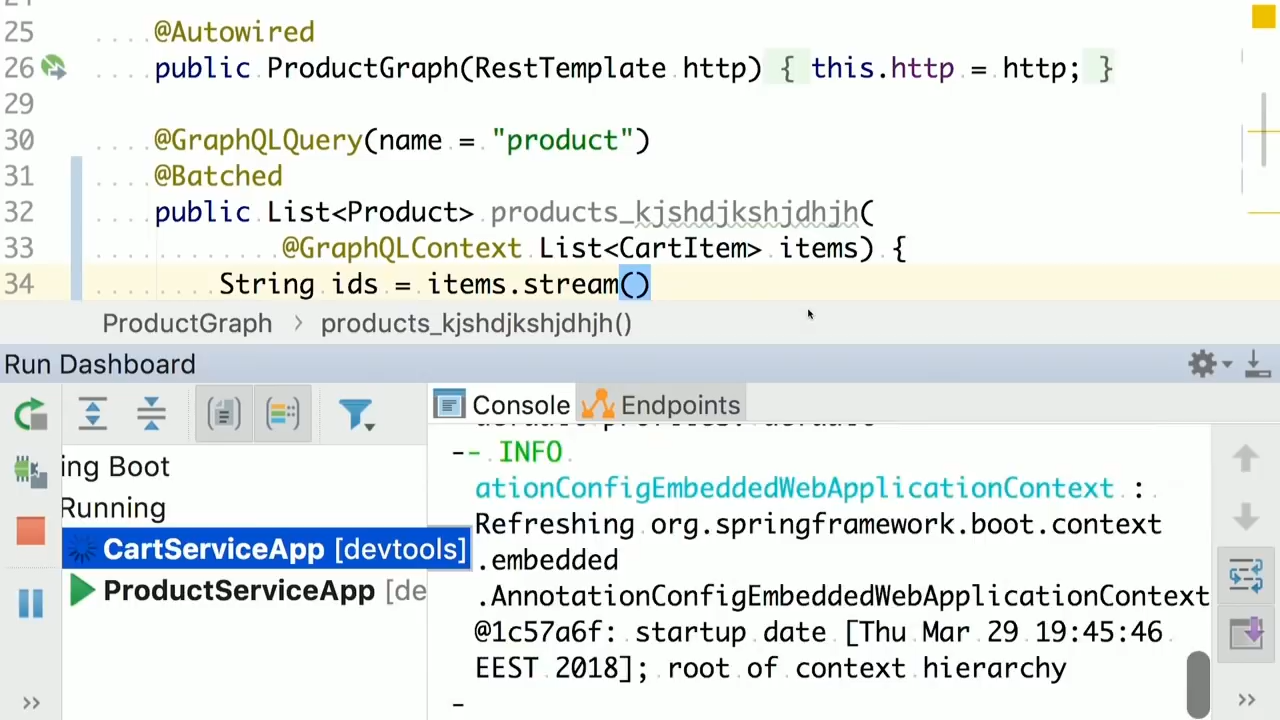 25 @Autowired
26 public ProductGraph(RestTemplate http) { this.http = http; }
29
30 @GraphQLQuery(name = "product")
31 @Batched
32 public List<Product> products_kjshdjkshjdhjh(
33 @GraphQLContext List<CartItem> items) {
34 String ids = items.stream()
ProductGraph > products_kjshdjkshjdhjh()
Run Dashboard
Console Endpoints
ing Boot
Running
CartServiceApp [devtools]
ProductServiceApp [de
-- INFO
ationConfigEmbeddedWebApplicationContext :
Refreshing org.springframework.boot.context
.embedded
.AnnotationConfigEmbeddedWebApplicationContext
@1c57a6f: startup date [Thu Mar 29 19:45:46
EEST 2018]; root of context hierarchy
-